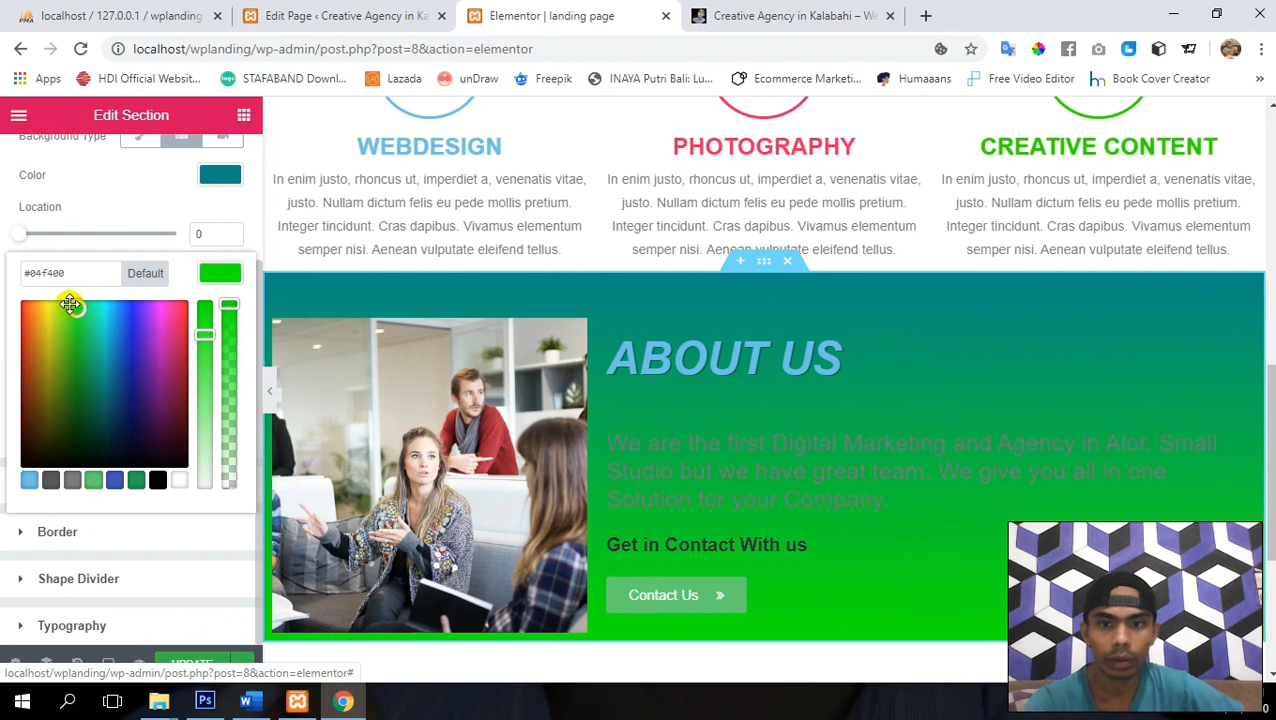 localhost / 127.0.0.1 / wplanding
Edit Page ‹ Creative Agency in Ka
Elementor | landing page
Creative Agency in Kalabahi – We
localhost/wplanding/wp-admin/post.php?post=8&action=elementor
Apps
HDI Official Websit...
STAFABAND Downl...
Lazada
unDraw
Freepik
INAYA Putri Bali: Lu...
Ecommerce Marketi...
Humaaans
Free Video Editor
Book Cover Creator
»
Edit Section
Background Type
Color
Location
0
#04f400
Default
Border
Shape Divider
Typography
UPDATE
localhost/wplanding/wp-admin/post.php?post=8&action=elementor#
WEBDESIGN
In enim justo, rhoncus ut, imperdiet a, venenatis vitae,
justo. Nullam dictum felis eu pede mollis pretium.
Integer tincidunt. Cras dapibus. Vivamus elementum
semper nisi. Aenean vulputate eleifend tellus.
PHOTOGRAPHY
In enim justo, rhoncus ut, imperdiet a, venenatis vitae,
justo. Nullam dictum felis eu pede mollis pretium.
Integer tincidunt. Cras dapibus. Vivamus elementum
semper nisi. Aenean vulputate eleifend tellus.
CREATIVE CONTENT
In enim justo, rhoncus ut, imperdiet a, venenatis vitae,
justo. Nullam dictum felis eu pede mollis pretium.
Integer tincidunt. Cras dapibus. Vivamus elementum
semper nisi. Aenean vulputate eleifend tellus.
ABOUT US
We are the first Digital Marketing and Agency in Alor. Small
Studio but we have great team. We give you all in one
Solution for your Company.
Get in Contact With us
Contact Us »